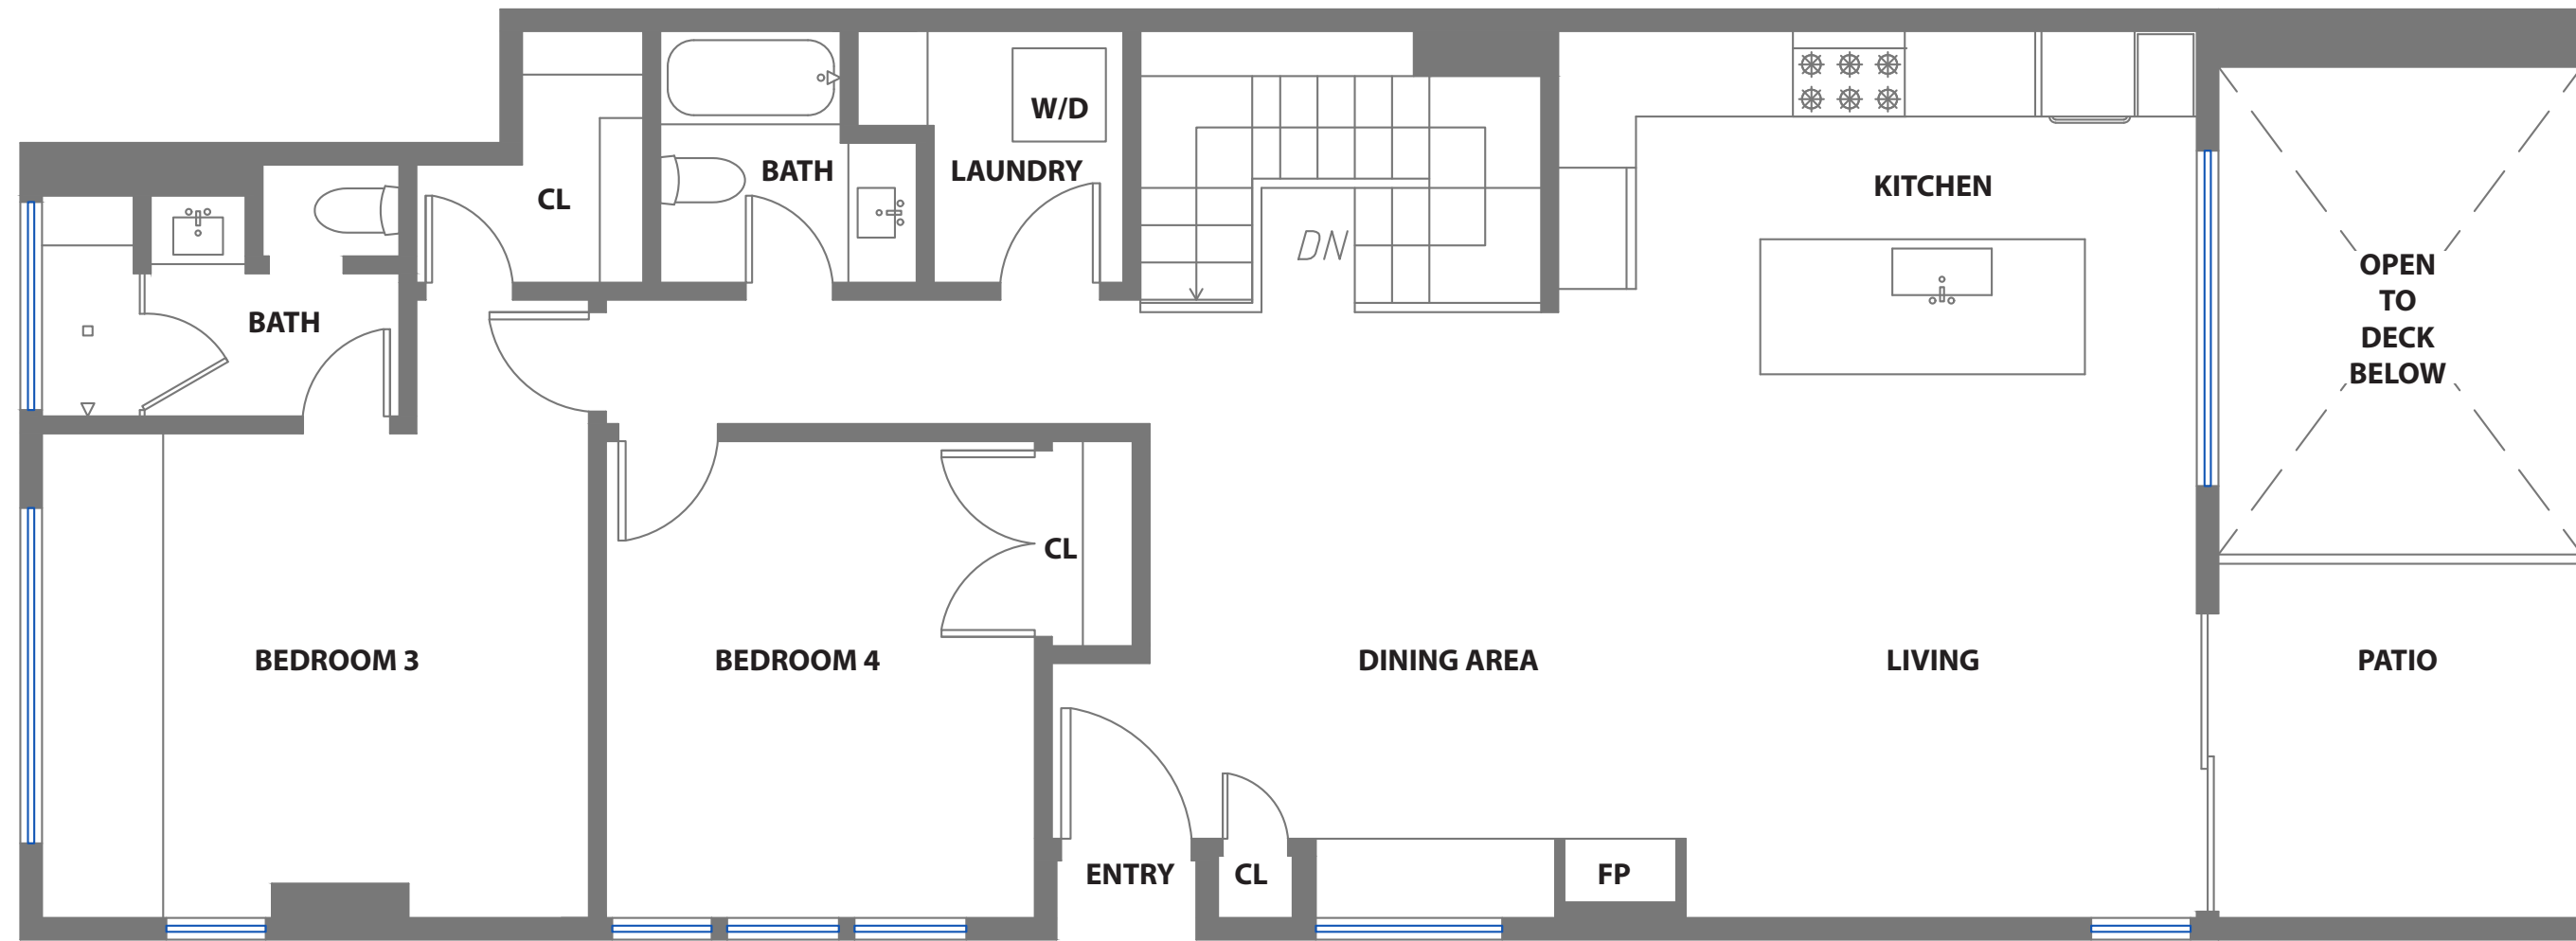 W/D
BATH
LAUNDRY
CL
KITCHEN
DN
OPEN
TO
DECK
BELOW
BATH
CL
BEDROOM 3
BEDROOM 4
DINING AREA
LIVING
PATIO
ENTRY
CL
FP